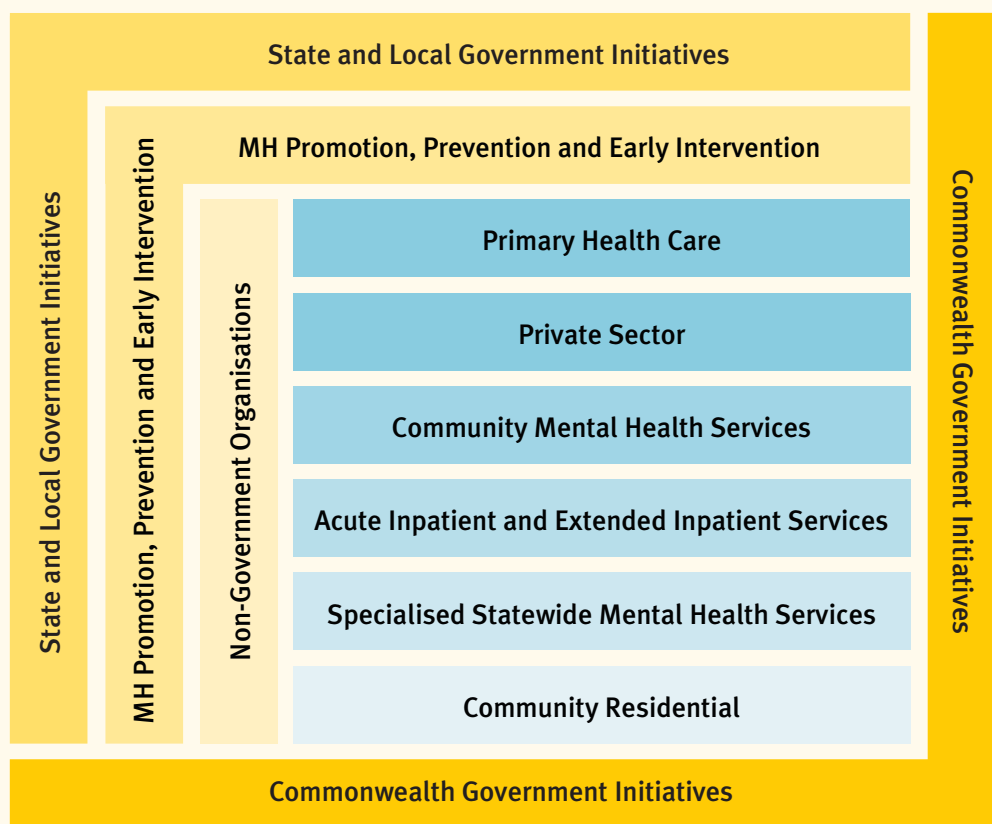 State and Local Government Initiatives
State and Local Government Initiatives
MH Promotion, Prevention and Early Intervention
MH Promotion, Prevention and Early Intervention
Non-Government Organisations
Primary Health Care
Private Sector
Community Mental Health Services
Acute Inpatient and Extended Inpatient Services
Specialised Statewide Mental Health Services
Community Residential
Commonwealth Government Initiatives
Commonwealth Government Initiatives